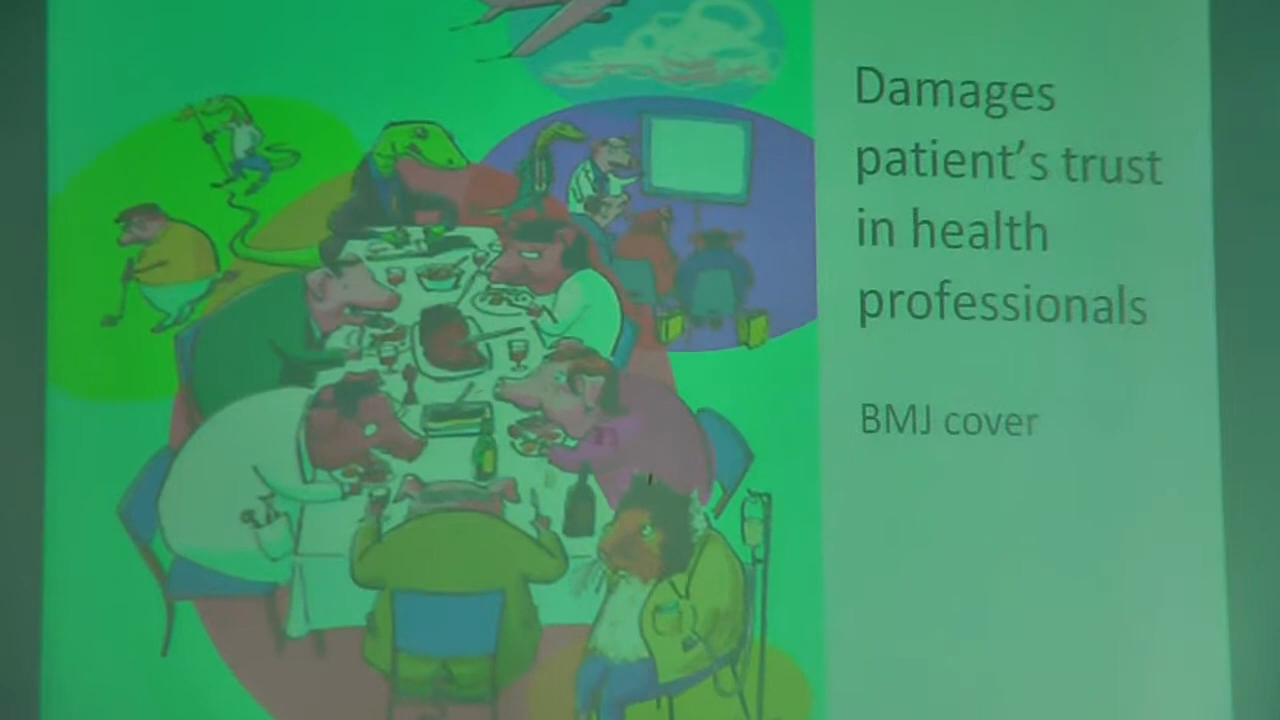 Damages
patient’s trust
in health
professionals
BMJ cover